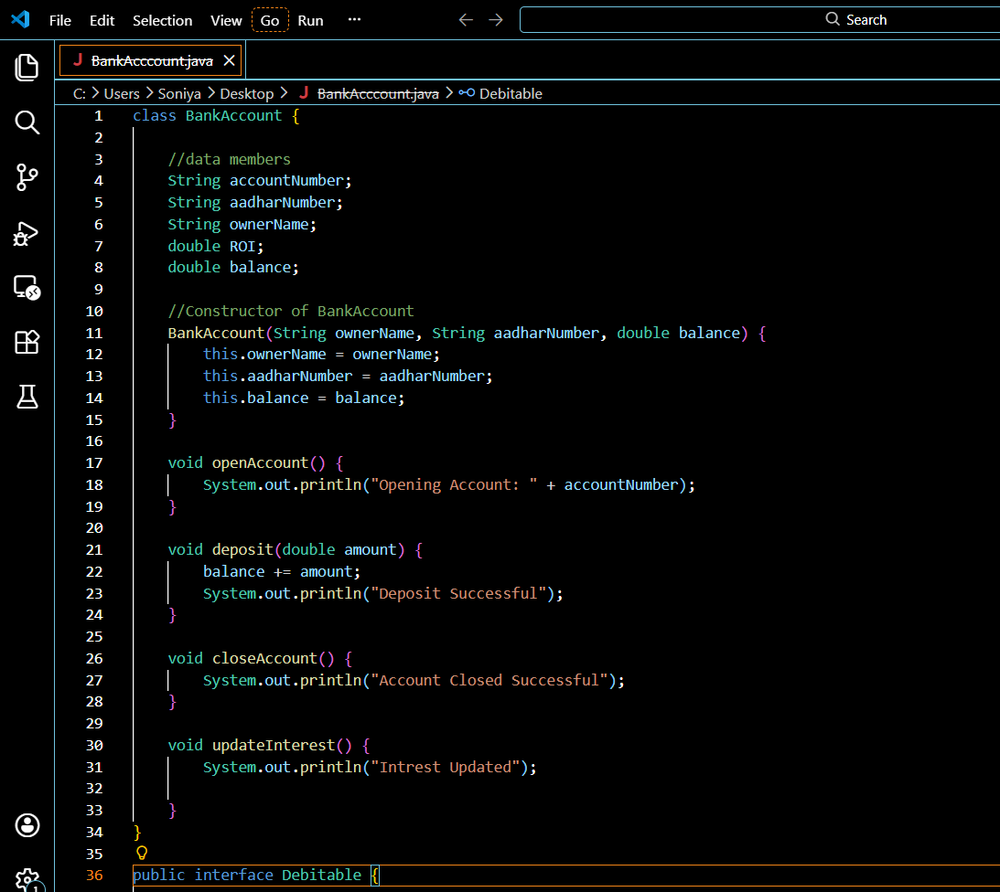 File Edit Selection View Go Run ··· Search
J BankAcccount.java
C: > Users > Soniya > Desktop > J BankAcccount.java > Debitable
1 class BankAccount {
2
3 //data members
4 String accountNumber;
5 String aadharNumber;
6 String ownerName;
7 double ROI;
8 double balance;
9
10 //Constructor of BankAccount
11 BankAccount(String ownerName, String aadharNumber, double balance) {
12 this.ownerName = ownerName;
13 this.aadharNumber = aadharNumber;
14 this.balance = balance;
15 }
16
17 void openAccount() {
18 System.out.println("Opening Account: " + accountNumber);
19 }
20
21 void deposit(double amount) {
22 balance += amount;
23 System.out.println("Deposit Successful");
24 }
25
26 void closeAccount() {
27 System.out.println("Account Closed Successful");
28 }
29
30 void updateInterest() {
31 System.out.println("Intrest Updated");
32
33 }
34 }
35
36 public interface Debitable {
1